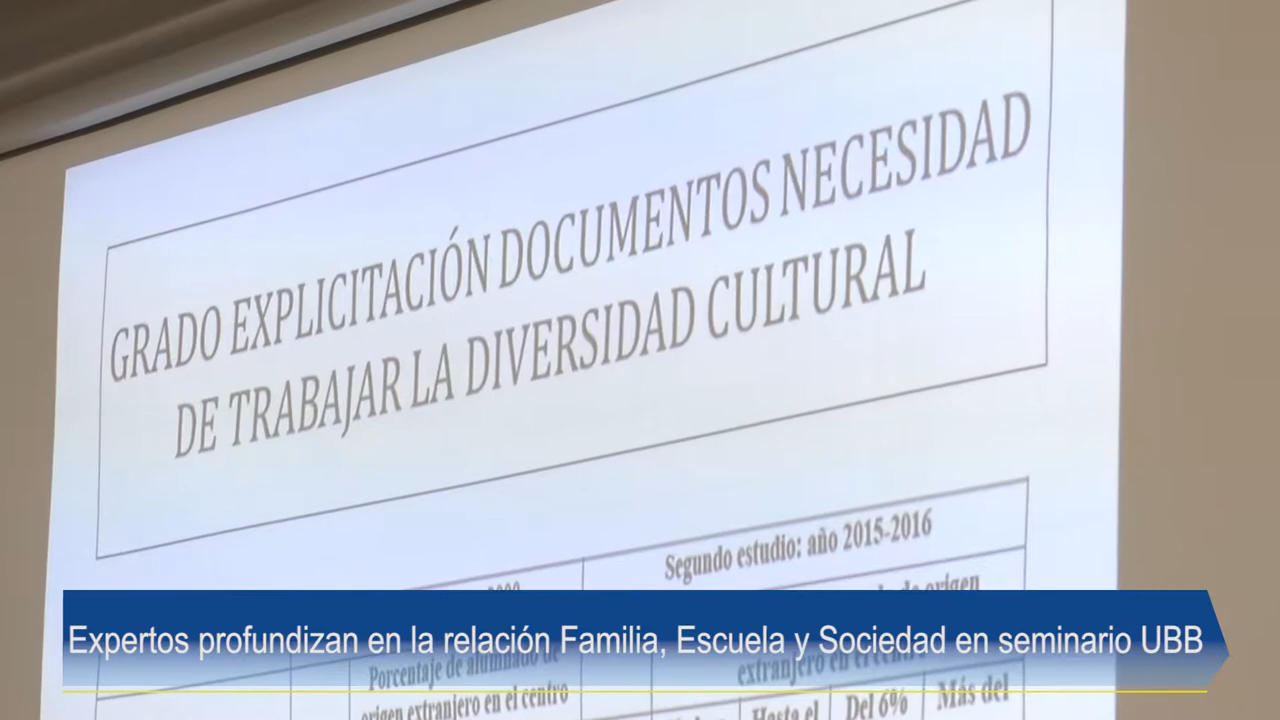 GRADO EXPLICITACIÓN DOCUMENTOS NECESIDAD
DE TRABAJAR LA DIVERSIDAD CULTURAL
Segundo estudio: año 2015-2016
de origen
Expertos profundizan en la relación Familia, Escuela y Sociedad en seminario UBB
Porcentaje de alumnado de
extranjero en el centro
origen extranjero en el centro
Hasta el
Del 6%
Más del